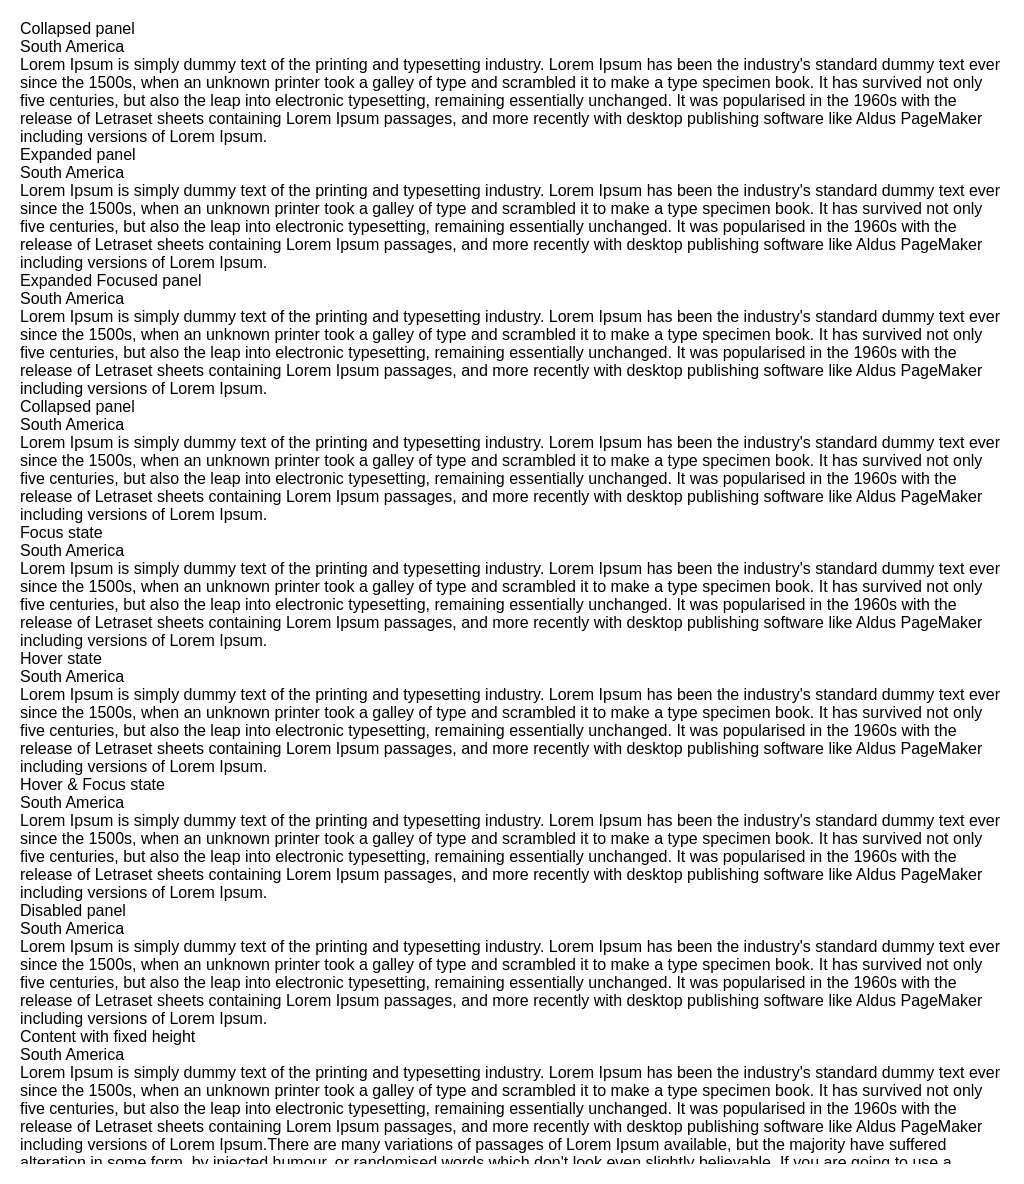 Collapsed panel
South America
Lorem Ipsum is simply dummy text of the printing and typesetting industry. Lorem Ipsum has been the industry's standard dummy text ever
since the 1500s, when an unknown printer took a galley of type and scrambled it to make a type specimen book. It has survived not only
five centuries, but also the leap into electronic typesetting, remaining essentially unchanged. It was popularised in the 1960s with the
release of Letraset sheets containing Lorem Ipsum passages, and more recently with desktop publishing software like Aldus PageMaker
including versions of Lorem Ipsum.
Expanded panel
South America
Lorem Ipsum is simply dummy text of the printing and typesetting industry. Lorem Ipsum has been the industry's standard dummy text ever
since the 1500s, when an unknown printer took a galley of type and scrambled it to make a type specimen book. It has survived not only
five centuries, but also the leap into electronic typesetting, remaining essentially unchanged. It was popularised in the 1960s with the
release of Letraset sheets containing Lorem Ipsum passages, and more recently with desktop publishing software like Aldus PageMaker
including versions of Lorem Ipsum.
Expanded Focused panel
South America
Lorem Ipsum is simply dummy text of the printing and typesetting industry. Lorem Ipsum has been the industry's standard dummy text ever
since the 1500s, when an unknown printer took a galley of type and scrambled it to make a type specimen book. It has survived not only
five centuries, but also the leap into electronic typesetting, remaining essentially unchanged. It was popularised in the 1960s with the
release of Letraset sheets containing Lorem Ipsum passages, and more recently with desktop publishing software like Aldus PageMaker
including versions of Lorem Ipsum.
Collapsed panel
South America
Lorem Ipsum is simply dummy text of the printing and typesetting industry. Lorem Ipsum has been the industry's standard dummy text ever
since the 1500s, when an unknown printer took a galley of type and scrambled it to make a type specimen book. It has survived not only
five centuries, but also the leap into electronic typesetting, remaining essentially unchanged. It was popularised in the 1960s with the
release of Letraset sheets containing Lorem Ipsum passages, and more recently with desktop publishing software like Aldus PageMaker
including versions of Lorem Ipsum.
Focus state
South America
Lorem Ipsum is simply dummy text of the printing and typesetting industry. Lorem Ipsum has been the industry's standard dummy text ever
since the 1500s, when an unknown printer took a galley of type and scrambled it to make a type specimen book. It has survived not only
five centuries, but also the leap into electronic typesetting, remaining essentially unchanged. It was popularised in the 1960s with the
release of Letraset sheets containing Lorem Ipsum passages, and more recently with desktop publishing software like Aldus PageMaker
including versions of Lorem Ipsum.
Hover state
South America
Lorem Ipsum is simply dummy text of the printing and typesetting industry. Lorem Ipsum has been the industry's standard dummy text ever
since the 1500s, when an unknown printer took a galley of type and scrambled it to make a type specimen book. It has survived not only
five centuries, but also the leap into electronic typesetting, remaining essentially unchanged. It was popularised in the 1960s with the
release of Letraset sheets containing Lorem Ipsum passages, and more recently with desktop publishing software like Aldus PageMaker
including versions of Lorem Ipsum.
Hover & Focus state
South America
Lorem Ipsum is simply dummy text of the printing and typesetting industry. Lorem Ipsum has been the industry's standard dummy text ever
since the 1500s, when an unknown printer took a galley of type and scrambled it to make a type specimen book. It has survived not only
five centuries, but also the leap into electronic typesetting, remaining essentially unchanged. It was popularised in the 1960s with the
release of Letraset sheets containing Lorem Ipsum passages, and more recently with desktop publishing software like Aldus PageMaker
including versions of Lorem Ipsum.
Disabled panel
South America
Lorem Ipsum is simply dummy text of the printing and typesetting industry. Lorem Ipsum has been the industry's standard dummy text ever
since the 1500s, when an unknown printer took a galley of type and scrambled it to make a type specimen book. It has survived not only
five centuries, but also the leap into electronic typesetting, remaining essentially unchanged. It was popularised in the 1960s with the
release of Letraset sheets containing Lorem Ipsum passages, and more recently with desktop publishing software like Aldus PageMaker
including versions of Lorem Ipsum.
Content with fixed height
South America
Lorem Ipsum is simply dummy text of the printing and typesetting industry. Lorem Ipsum has been the industry's standard dummy text ever
since the 1500s, when an unknown printer took a galley of type and scrambled it to make a type specimen book. It has survived not only
five centuries, but also the leap into electronic typesetting, remaining essentially unchanged. It was popularised in the 1960s with the
release of Letraset sheets containing Lorem Ipsum passages, and more recently with desktop publishing software like Aldus PageMaker
including versions of Lorem Ipsum.There are many variations of passages of Lorem Ipsum available, but the majority have suffered
alteration in some form, by injected humour, or randomised words which don't look even slightly believable. If you are going to use a